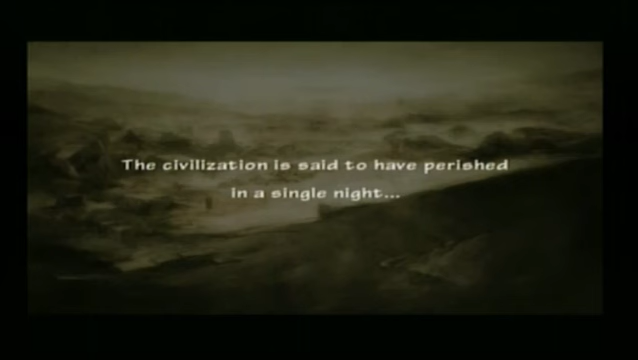 The civilization is said to have perished
in a single night...